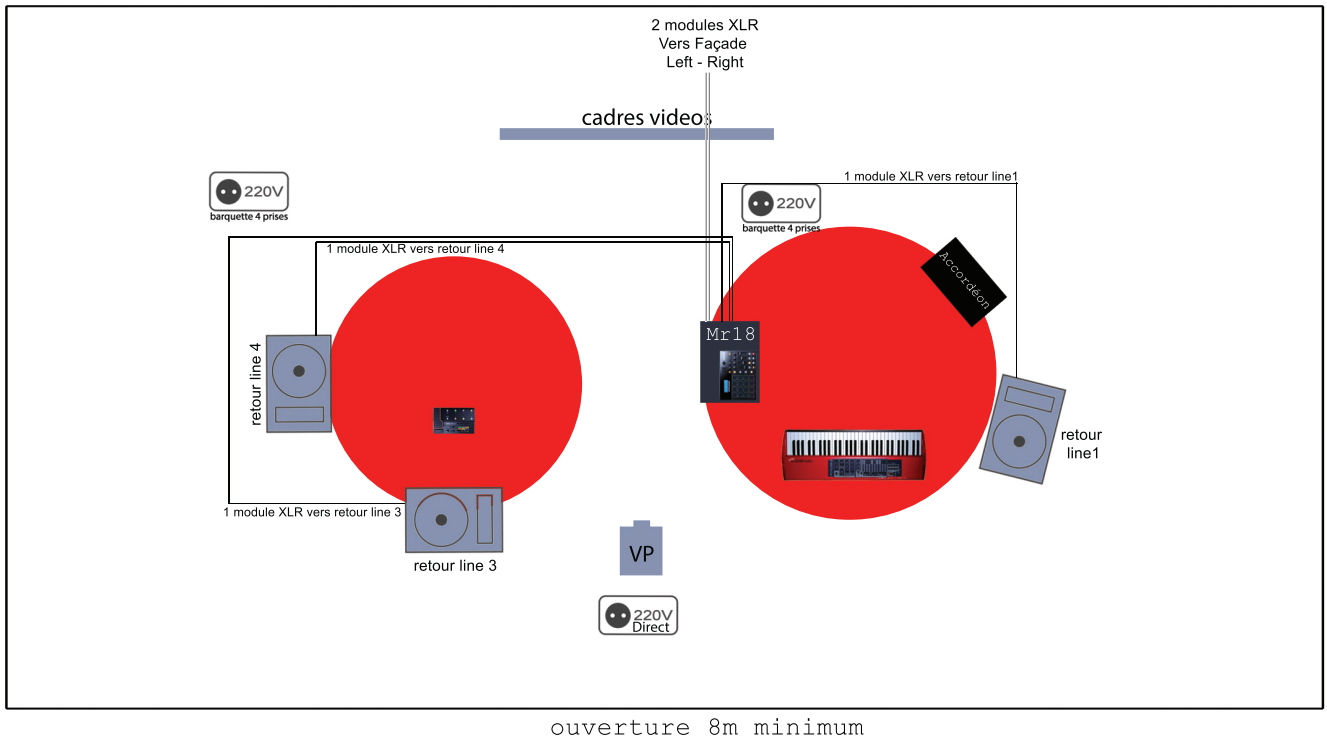 2 modules XLR
Vers Façade
Left - Right
cadres videos
220V
barquette 4 prises
1 module XLR vers retour line1
220V
barquette 4 prises
1 module XLR vers retour line 4
Accordéon
Mr18
retour line 4
retour
line1
1 module XLR vers retour line 3
retour line 3
VP
220V
Direct
ouverture 8m minimum